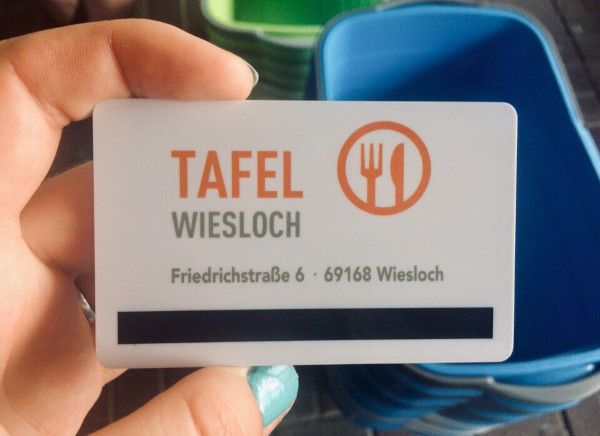 TAFEL
WIESLOCH
Friedrichstraße 6 · 69168 Wiesloch